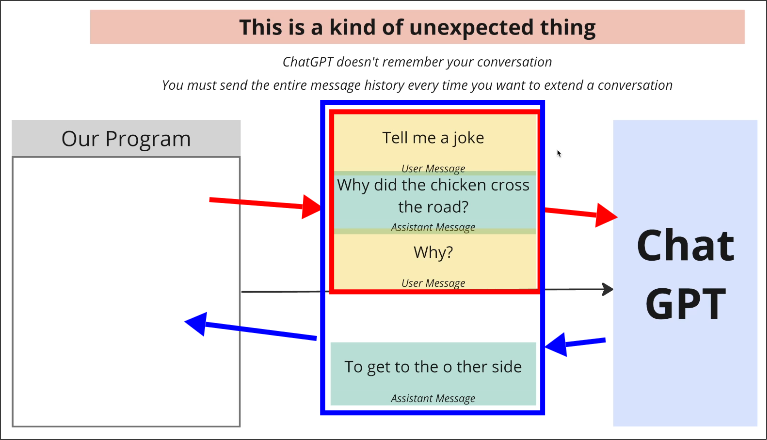 This is a kind of unexpected thing
ChatGPT doesn't remember your conversation
You must send the entire message history every time you want to extend a conversation
Our Program
Tell me a joke
User Message
Why did the chicken cross
the road?
Assistant Message
Why?
User Message
To get to the o ther side
Assistant Message
Chat
GPT